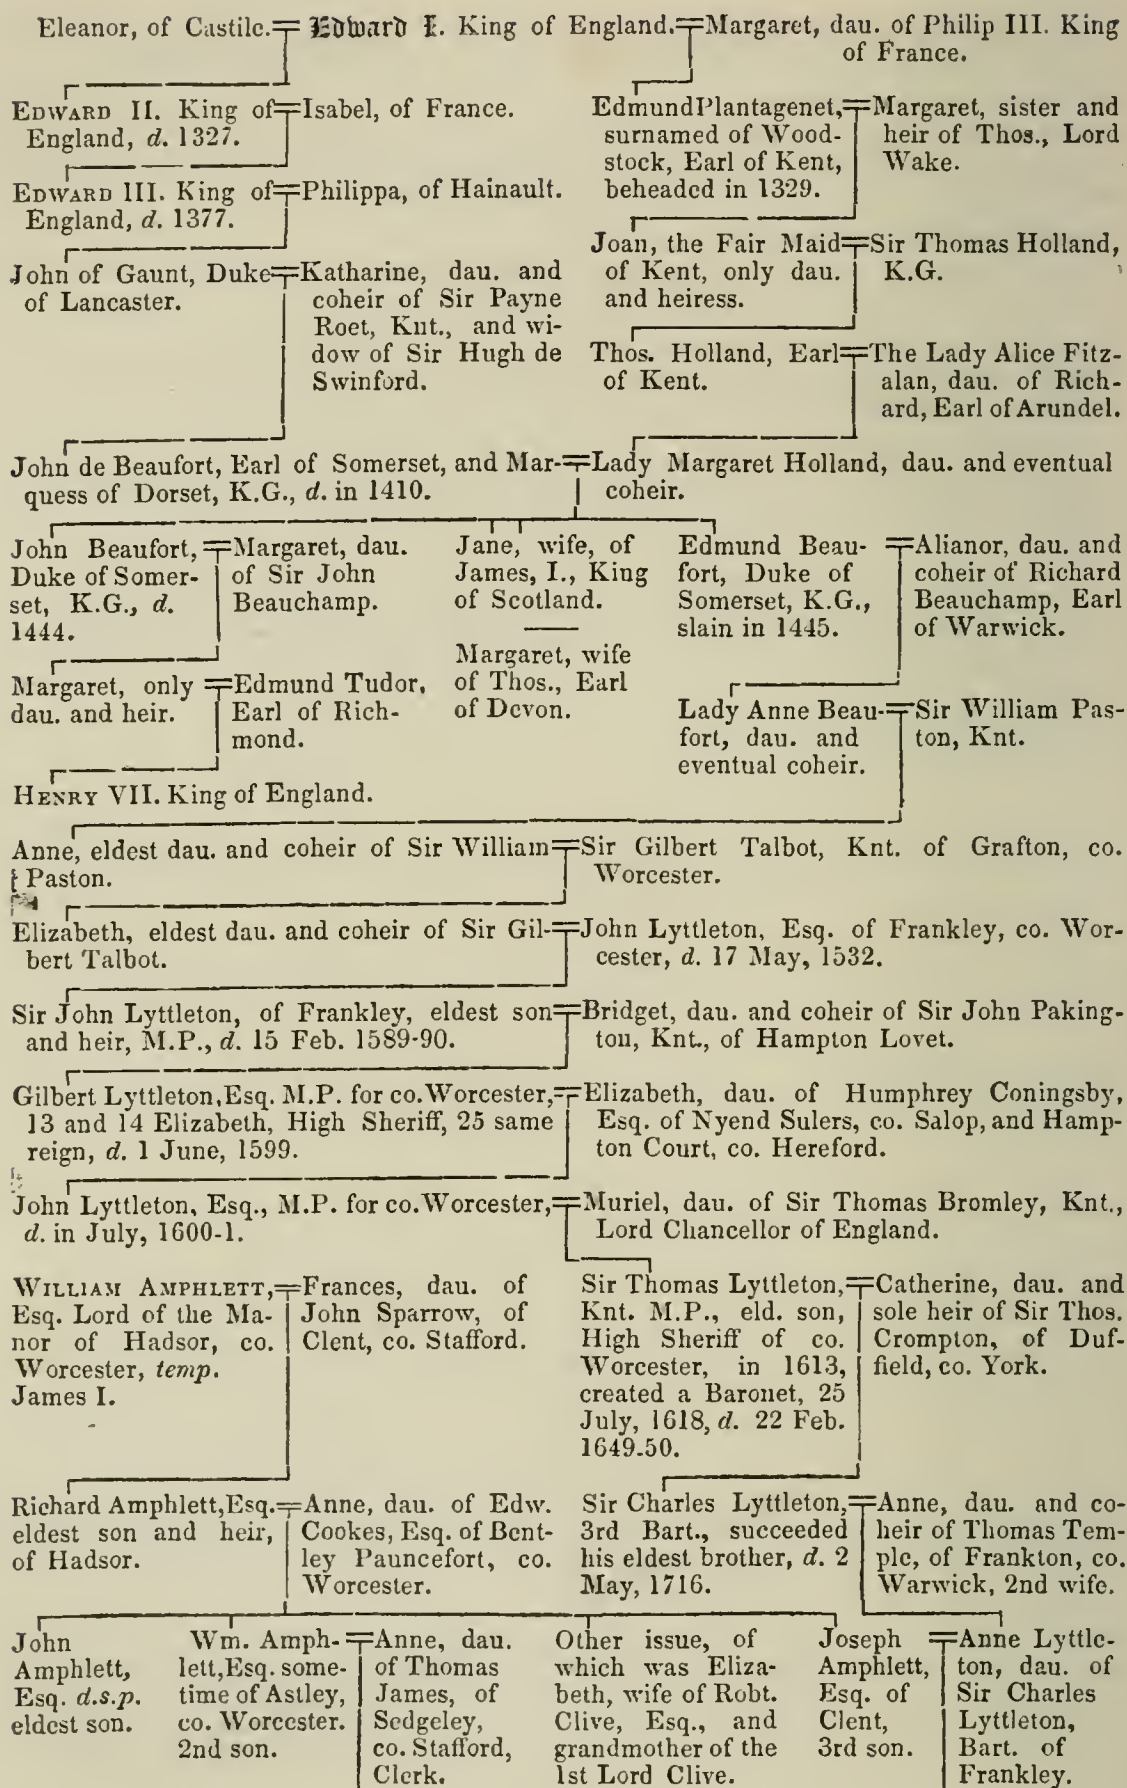 Eleanor, of Castile. = Edward I. King of England. = Margaret, dau. of Philip III. King
of France.
EDWARD II. King of = Isabel, of France.
England, d. 1327.
Edmund Plantagenet, = Margaret, sister and
surnamed of Wood- heir of Thos., Lord
stock, Earl of Kent, Wake.
beheaded in 1329.
EDWARD III. King of = Philippa, of Hainault.
England, d. 1377.
Joan, the Fair Maid = Sir Thomas Holland,
of Kent, only dau. K.G.
and heiress.
John of Gaunt, Duke = Katharine, dau. and
of Lancaster. coheir of Sir Payne
Roet, Knt., and wi-
dow of Sir Hugh de
Swinford.
Thos. Holland, Earl = The Lady Alice Fitz-
of Kent. alan, dau. of Rich-
ard, Earl of Arundel.
John de Beaufort, Earl of Somerset, and Mar- = Lady Margaret Holland, dau. and eventual
quess of Dorset, K.G., d. in 1410. coheir.
John Beaufort, = Margaret, dau.
Duke of Somer- of Sir John
set, K.G., d. Beauchamp.
1444.
Jane, wife, of
James, I., King
of Scotland.
Margaret, wife
of Thos., Earl
of Devon.
Edmund Beau- = Alianor, dau. and
fort, Duke of coheir of Richard
Somerset, K.G., Beauchamp, Earl
slain in 1445. of Warwick.
Margaret, only = Edmund Tudor,
dau. and heir. Earl of Rich-
mond.
Lady Anne Beau- = Sir William Pas-
fort, dau. and ton, Knt.
eventual coheir.
HENRY VII. King of England.
Anne, eldest dau. and coheir of Sir William = Sir Gilbert Talbot, Knt. of Grafton, co.
Paston. Worcester.
Elizabeth, eldest dau. and coheir of Sir Gil- = John Lyttleton, Esq. of Frankley, co. Wor-
bert Talbot. cester, d. 17 May, 1532.
Sir John Lyttleton, of Frankley, eldest son = Bridget, dau. and coheir of Sir John Paking-
and heir, M.P., d. 15 Feb. 1589-90. ton, Knt., of Hampton Lovet.
Gilbert Lyttleton, Esq. M.P. for co. Worcester, = Elizabeth, dau. of Humphrey Coningsby,
13 and 14 Elizabeth, High Sheriff, 25 same Esq. of Nyend Sulers, co. Salop, and Hamp-
reign, d. 1 June, 1599. ton Court, co. Hereford.
John Lyttleton, Esq., M.P. for co. Worcester, = Muriel, dau. of Sir Thomas Bromley, Knt.,
d. in July, 1600-1. Lord Chancellor of England.
WILLIAM AMPHLETT, = Frances, dau. of
Esq. Lord of the Ma- John Sparrow, of
nor of Hadsor, co. Clent, co. Stafford.
Worcester, temp.
James I.
Sir Thomas Lyttleton, = Catherine, dau. and
Knt. M.P., eld. son, sole heir of Sir Thos.
High Sheriff of co. Crompton, of Duf-
Worcester, in 1613, field, co. York.
created a Baronet, 25
July, 1618, d. 22 Feb.
1649-50.
Richard Amphlett, Esq. = Anne, dau. of Edw.
eldest son and heir, Cookes, Esq. of Bent-
of Hadsor. ley Pauncefort, co.
Worcester.
Sir Charles Lyttleton, = Anne, dau. and co-
3rd Bart., succeeded heir of Thomas Tem-
his eldest brother, d. 2 ple, of Frankton, co.
May, 1716. Warwick, 2nd wife.
John
Amphlett,
Esq. d.s.p.
eldest son.
Wm. Amph- = Anne, dau.
lett, Esq. some- of Thomas
time of Astley, James, of
co. Worcester. Sedgeley,
2nd son. co. Stafford,
Clerk.
Other issue, of
which was Eliza-
beth, wife of Robt.
Clive, Esq., and
grandmother of the
1st Lord Clive.
Joseph = Anne Lyttle-
Amphlett, ton, dau. of
Esq. of Sir Charles
Clent, Lyttleton,
3rd son. Bart. of
Frankley.